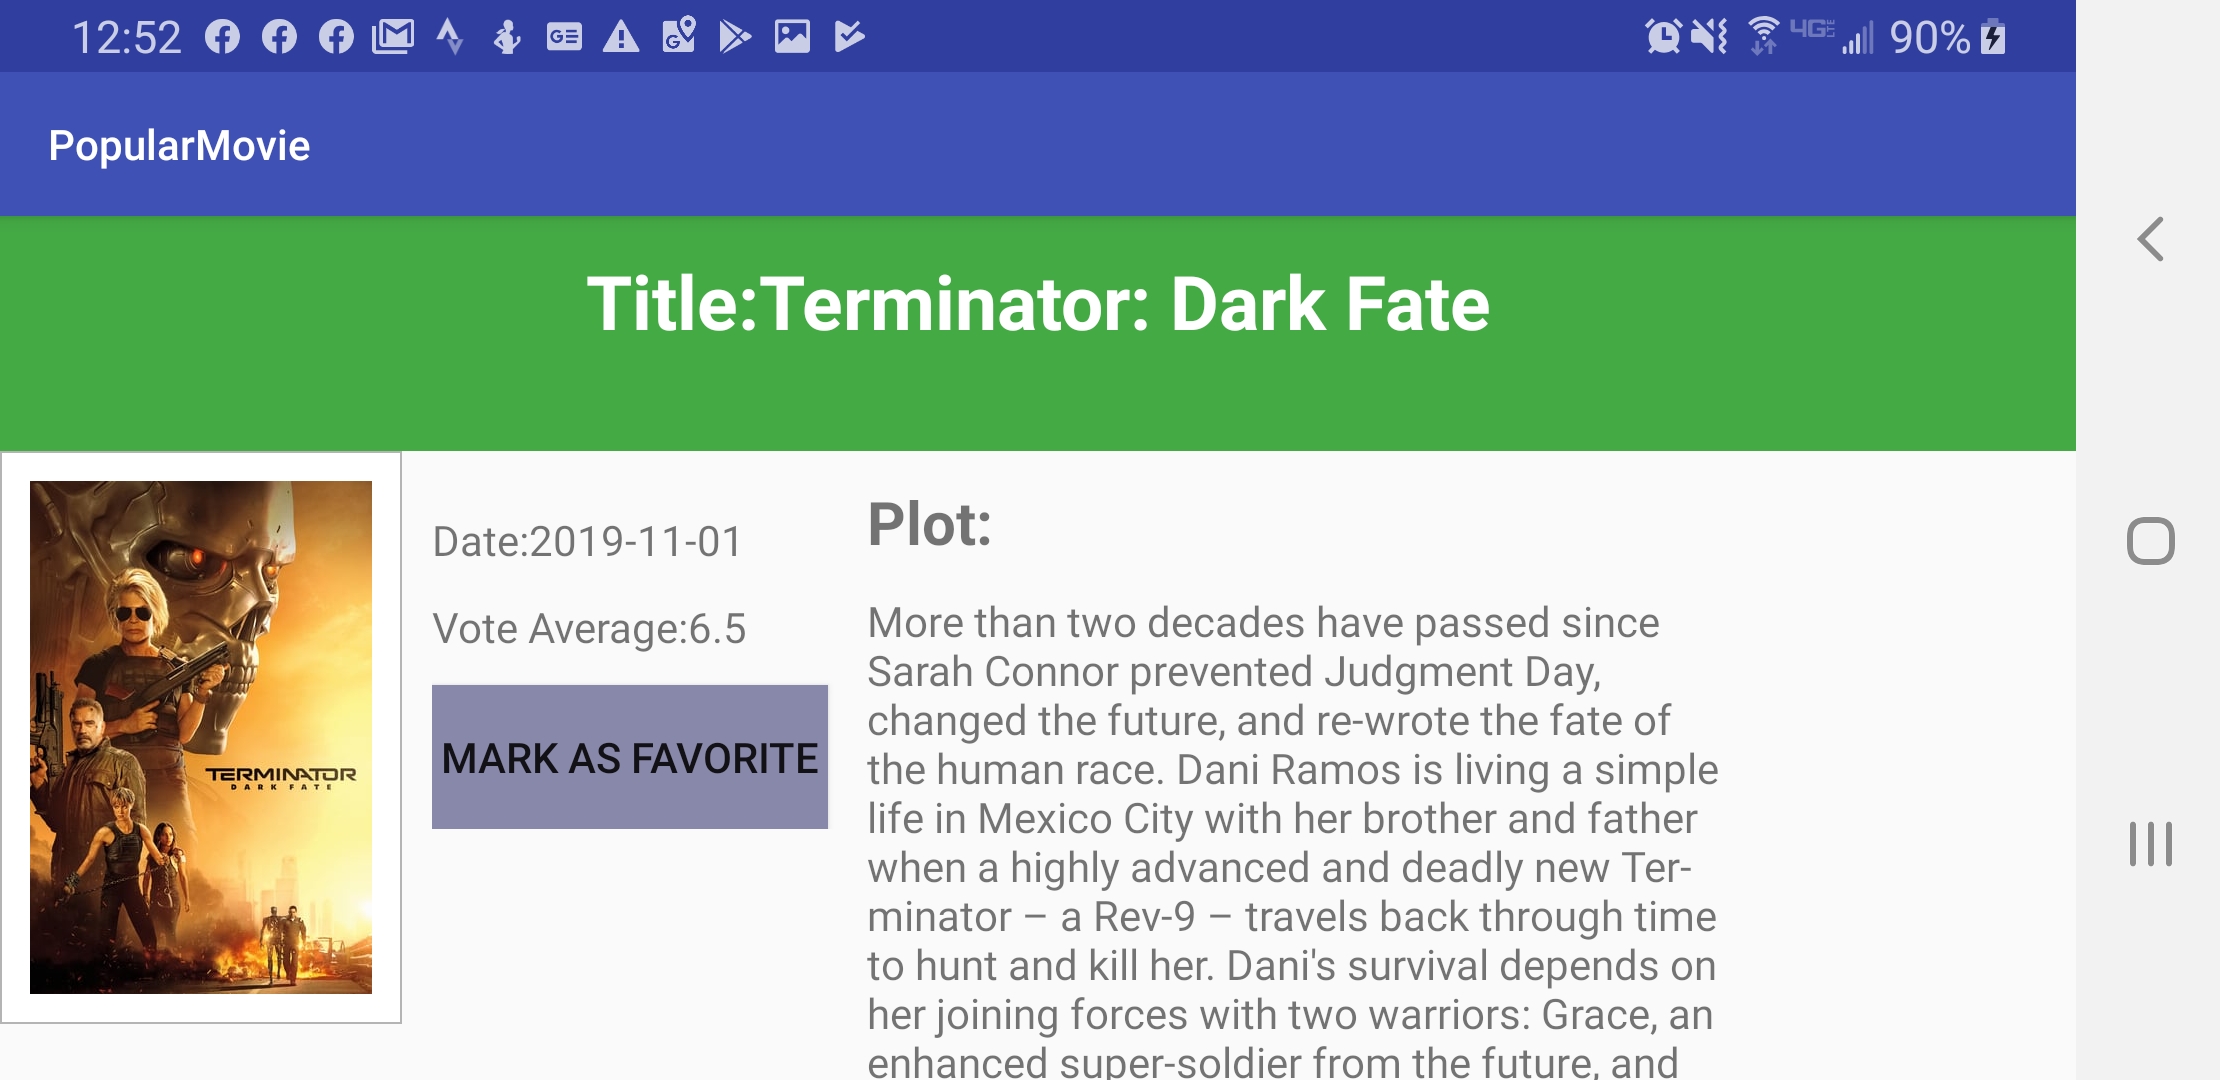 12:52
4G LTE 90%
PopularMovie
Title:Terminator: Dark Fate
Date:2019-11-01
Vote Average:6.5
MARK AS FAVORITE
TERMINATOR
DARK FATE
Plot:
More than two decades have passed since
Sarah Connor prevented Judgment Day,
changed the future, and re-wrote the fate of
the human race. Dani Ramos is living a simple
life in Mexico City with her brother and father
when a highly advanced and deadly new Ter-
minator – a Rev-9 – travels back through time
to hunt and kill her. Dani's survival depends on
her joining forces with two warriors: Grace, an
enhanced super-soldier from the future, and